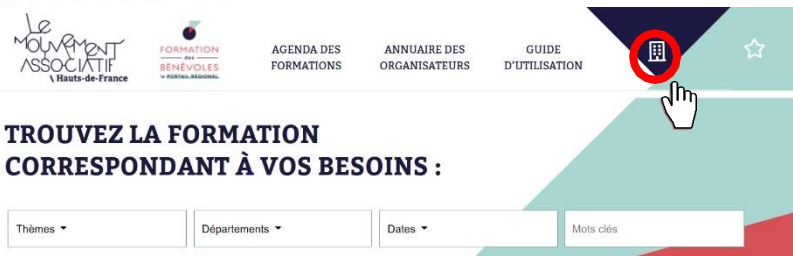 Le
MOUVEMENT
ASSOCIATIF
\ Hauts-de-France
FORMATION
des
BÉNÉVOLES
le PORTAIL RÉGIONAL
AGENDA DES
FORMATIONS
ANNUAIRE DES
ORGANISATEURS
GUIDE
D'UTILISATION
TROUVEZ LA FORMATION
CORRESPONDANT À VOS BESOINS :
Thèmes
Départements
Dates
Mots clés